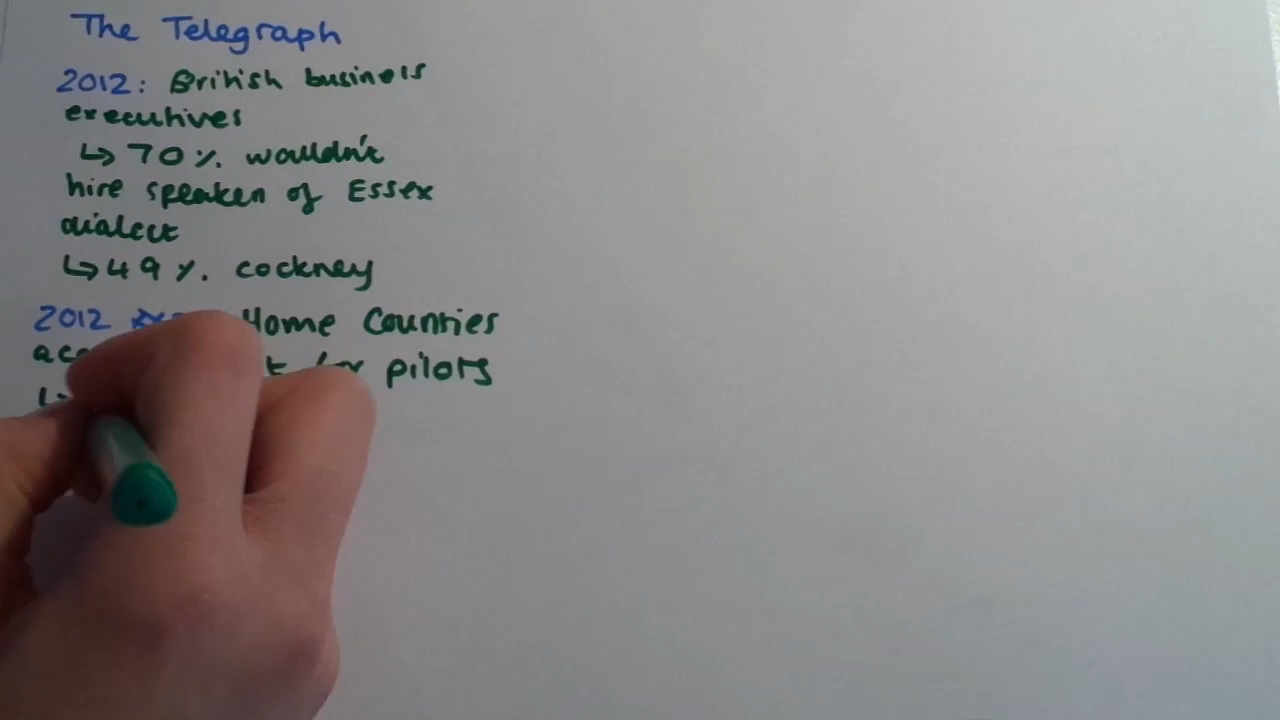 The Telegraph
2012: British business
executives
↳ 70%. wouldn't
hire speaker of Essex
dialect
↳ 49%. cockney
2012 Home Counties
for pilots
↳